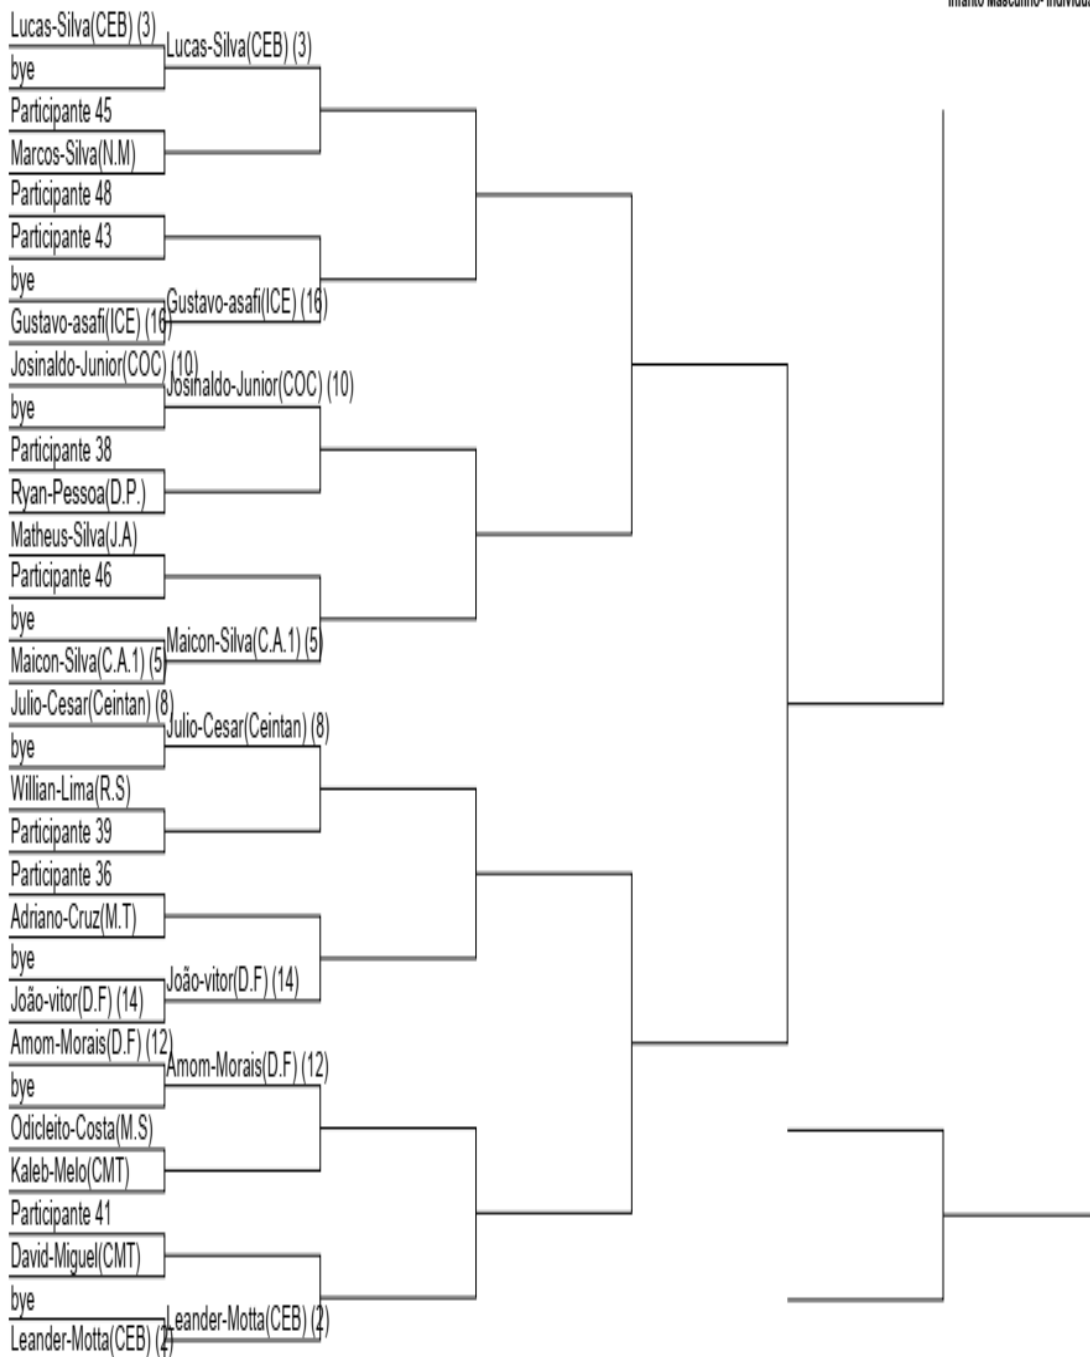 Infanto Masculino- Individua
Lucas-Silva(CEB) (3)
Lucas-Silva(CEB) (3)
bye
Participante 45
Marcos-Silva(N.M)
Participante 48
Participante 43
bye
Gustavo-asafi(ICE) (16)
Gustavo-asafi(ICE) (16)
Josinaldo-Junior(COC) (10)
Josinaldo-Junior(COC) (10)
bye
Participante 38
Ryan-Pessoa(D.P.)
Matheus-Silva(J.A)
Participante 46
bye
Maicon-Silva(C.A.1) (5)
Maicon-Silva(C.A.1) (5)
Julio-Cesar(Ceintan) (8)
Julio-Cesar(Ceintan) (8)
bye
Willian-Lima(R.S)
Participante 39
Participante 36
Adriano-Cruz(M.T)
bye
João-vitor(D.F) (14)
João-vitor(D.F) (14)
Amom-Morais(D.F) (12)
Amom-Morais(D.F) (12)
bye
Odicleito-Costa(M.S)
Kaleb-Melo(CMT)
Participante 41
David-Miguel(CMT)
bye
Leander-Motta(CEB) (2)
Leander-Motta(CEB) (2)